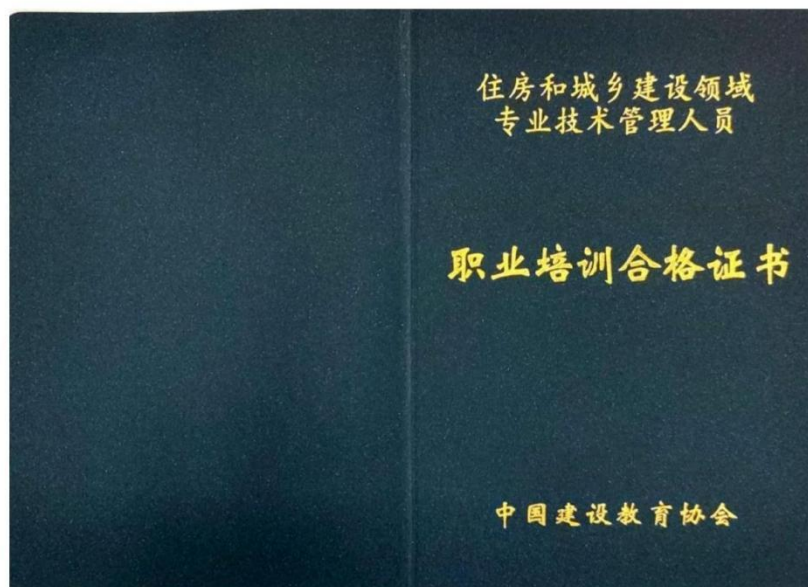 住房和城乡建设领域
专业技术管理人员
职业培训合格证书
中国建设教育协会